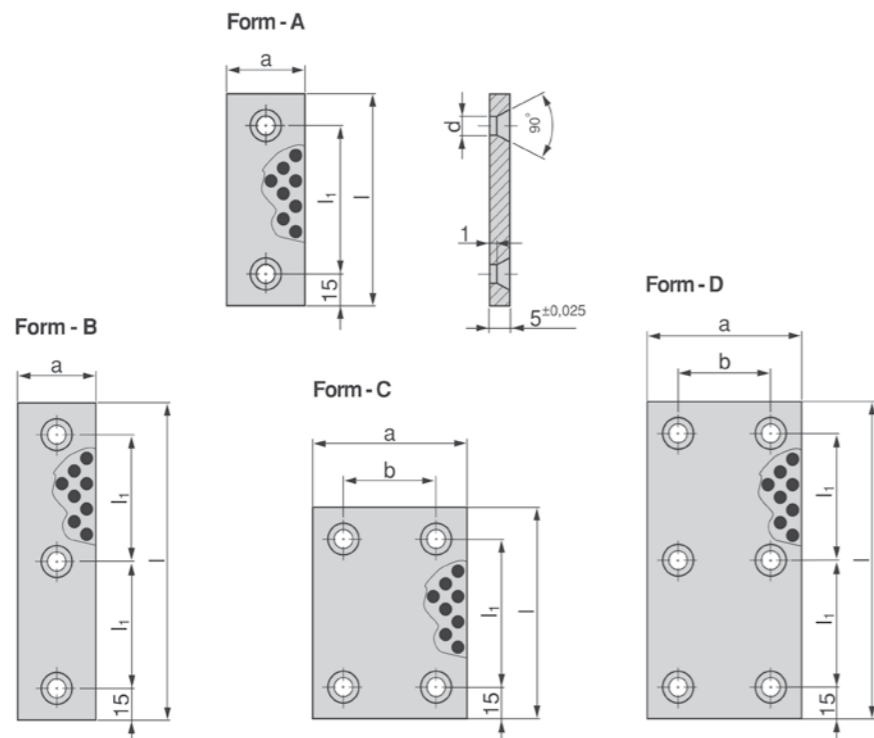 Form - A
a
l₁
l
15
d
90°
1
5±0,025
Form - B
a
l₁
l₁
l
15
Form - C
a
b
l₁
l
15
Form - D
a
b
l₁
l₁
l
15